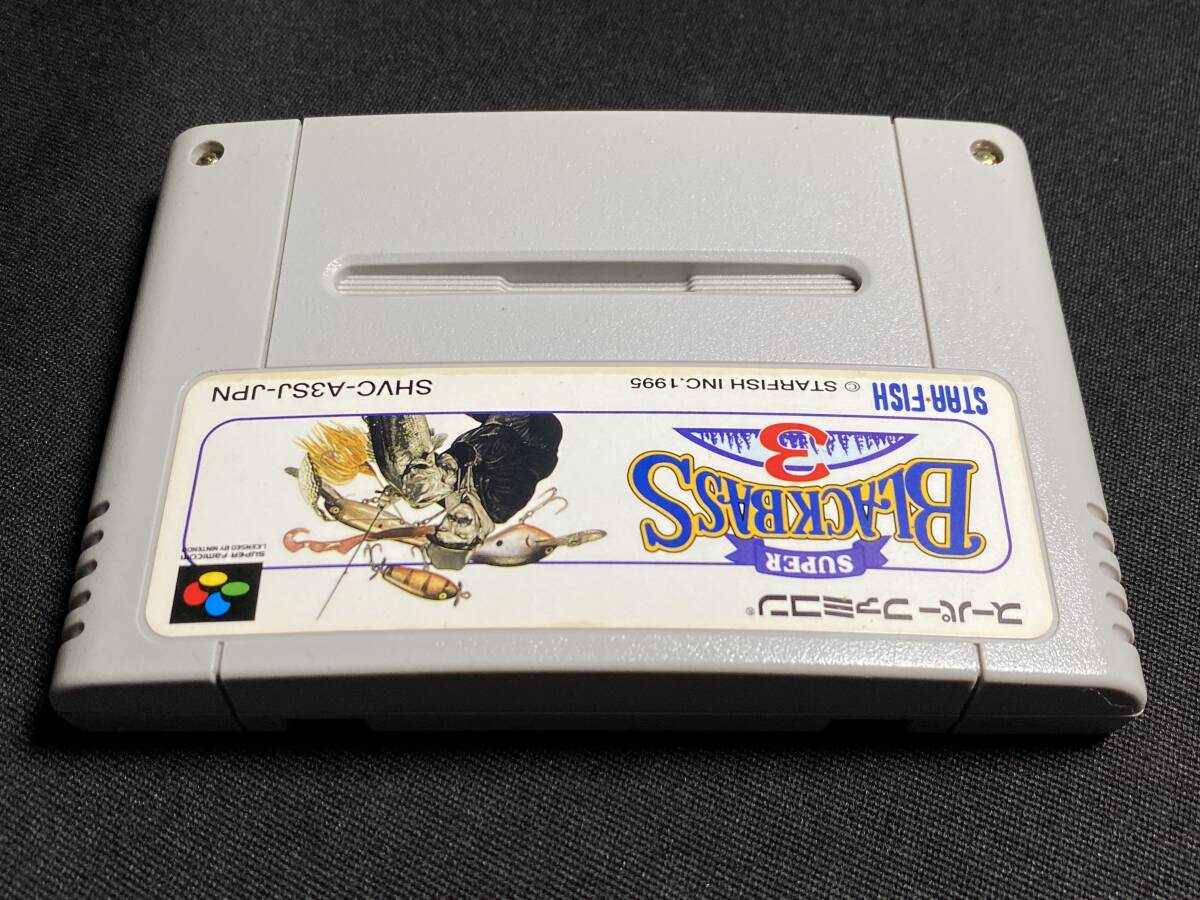 スーパーファミコン®
SUPER
BLACKBASS
3
SUPER FAMICOM
LICENSED BY NINTENDO
STAR・FISH
© STARFISH INC.1995
SHVC-A3SJ-JPN